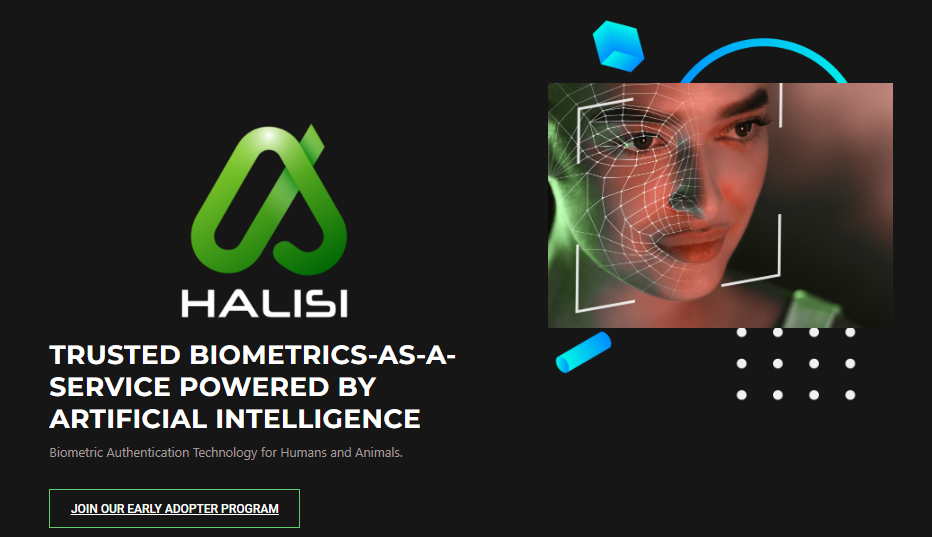 HALISI
TRUSTED BIOMETRICS-AS-A-
SERVICE POWERED BY
ARTIFICIAL INTELLIGENCE
Biometric Authentication Technology for Humans and Animals.
JOIN OUR EARLY ADOPTER PROGRAM